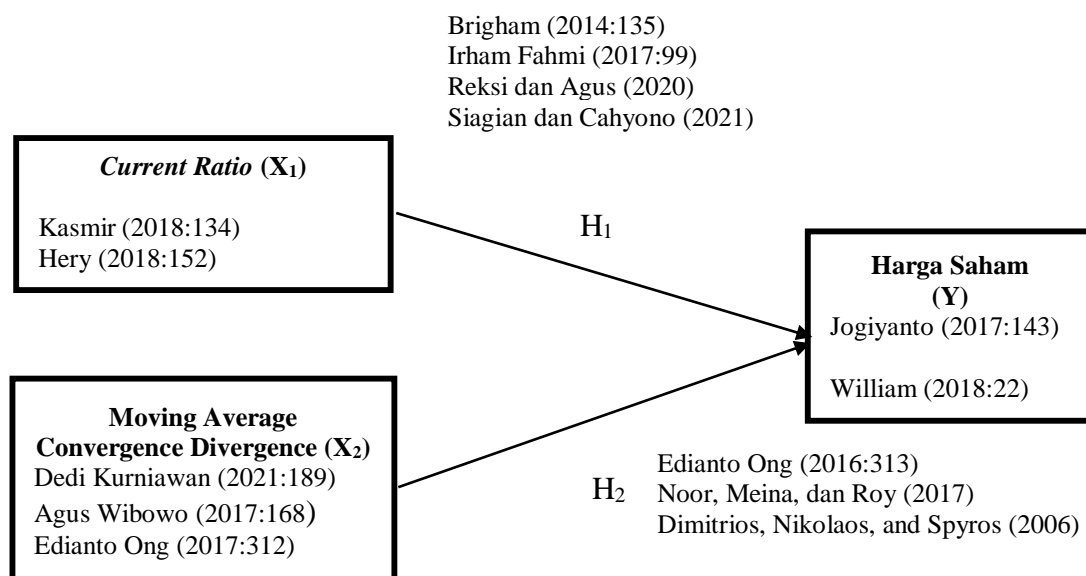 Brigham (2014:135)
Irham Fahmi (2017:99)
Reksi dan Agus (2020)
Siagian dan Cahyono (2021)
Current Ratio (X₁)
Kasmir (2018:134)
Hery (2018:152)
H₁
Harga Saham
(Y)
Jogiyanto (2017:143)
William (2018:22)
Moving Average
Convergence Divergence (X₂)
Dedi Kurniawan (2021:189)
Agus Wibowo (2017:168)
Edianto Ong (2017:312)
H₂
Edianto Ong (2016:313)
Noor, Meina, dan Roy (2017)
Dimitrios, Nikolaos, and Spyros (2006)